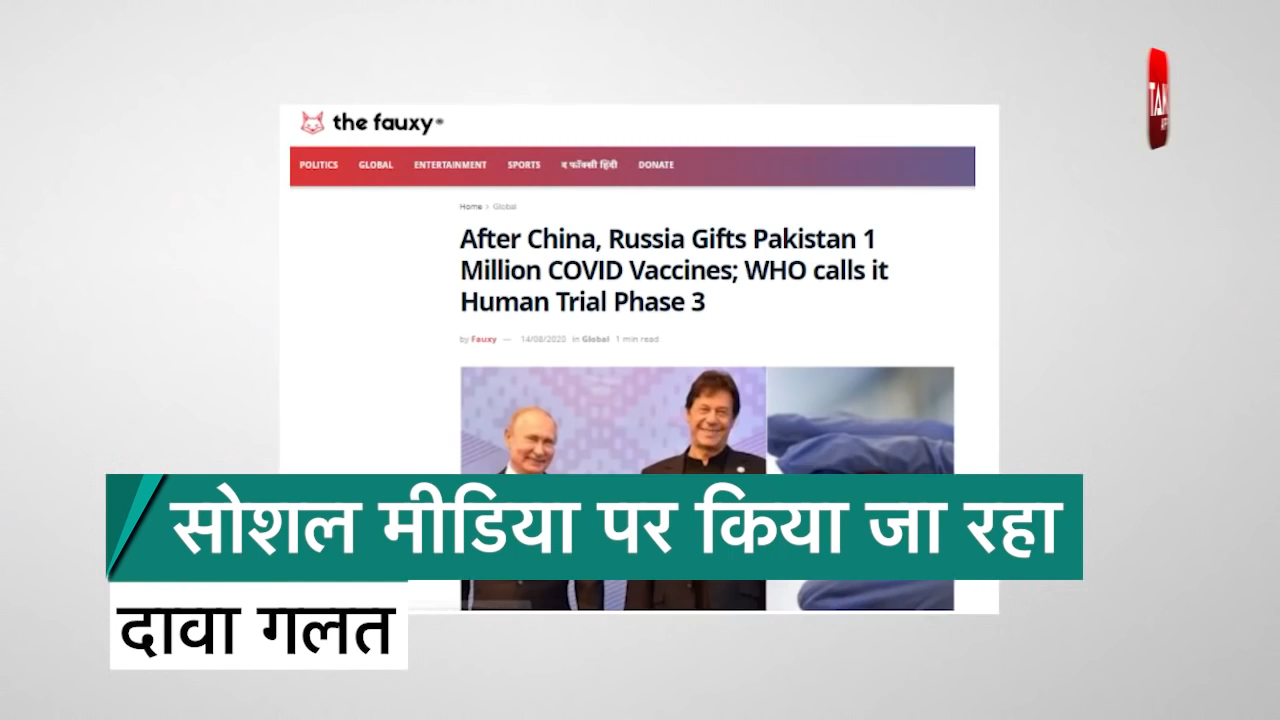 the fauxy
POLITICS GLOBAL ENTERTAINMENT SPORTS द फॉक्सी हिंदी DONATE
Home > Global
After China, Russia Gifts Pakistan 1
Million COVID Vaccines; WHO calls it
Human Trial Phase 3
by Fauxy — 14/08/2020 in Global 1 min read
सोशल मीडिया पर किया जा रहा
दावा गलत